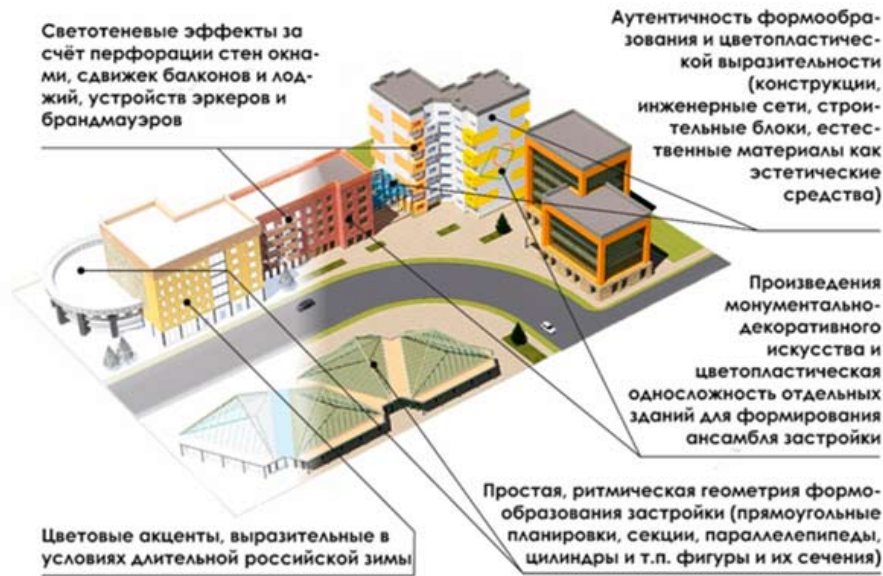 Светотеневые эффекты за
счёт перфорации стен окна-
ми, сдвижек балконов и лод-
жий, устройств эркеров и
брандмауэров
Аутентичность формообра-
зования и цветопластичес-
кой выразительности
(конструкции,
инженерные сети, строи-
тельные блоки, естес-
твенные материалы как
эстетические
средства)
Произведения
монументально-
декоративного
искусства и
цветопластическая
односложность отдельных
зданий для формирования
ансамбля застройки
Простая, ритмическая геометрия формо-
образования застройки (прямоугольные
планировки, секции, параллелепипеды,
цилиндры и т.п. фигуры и их сечения)
Цветовые акценты, выразительные в
условиях длительной российской зимы